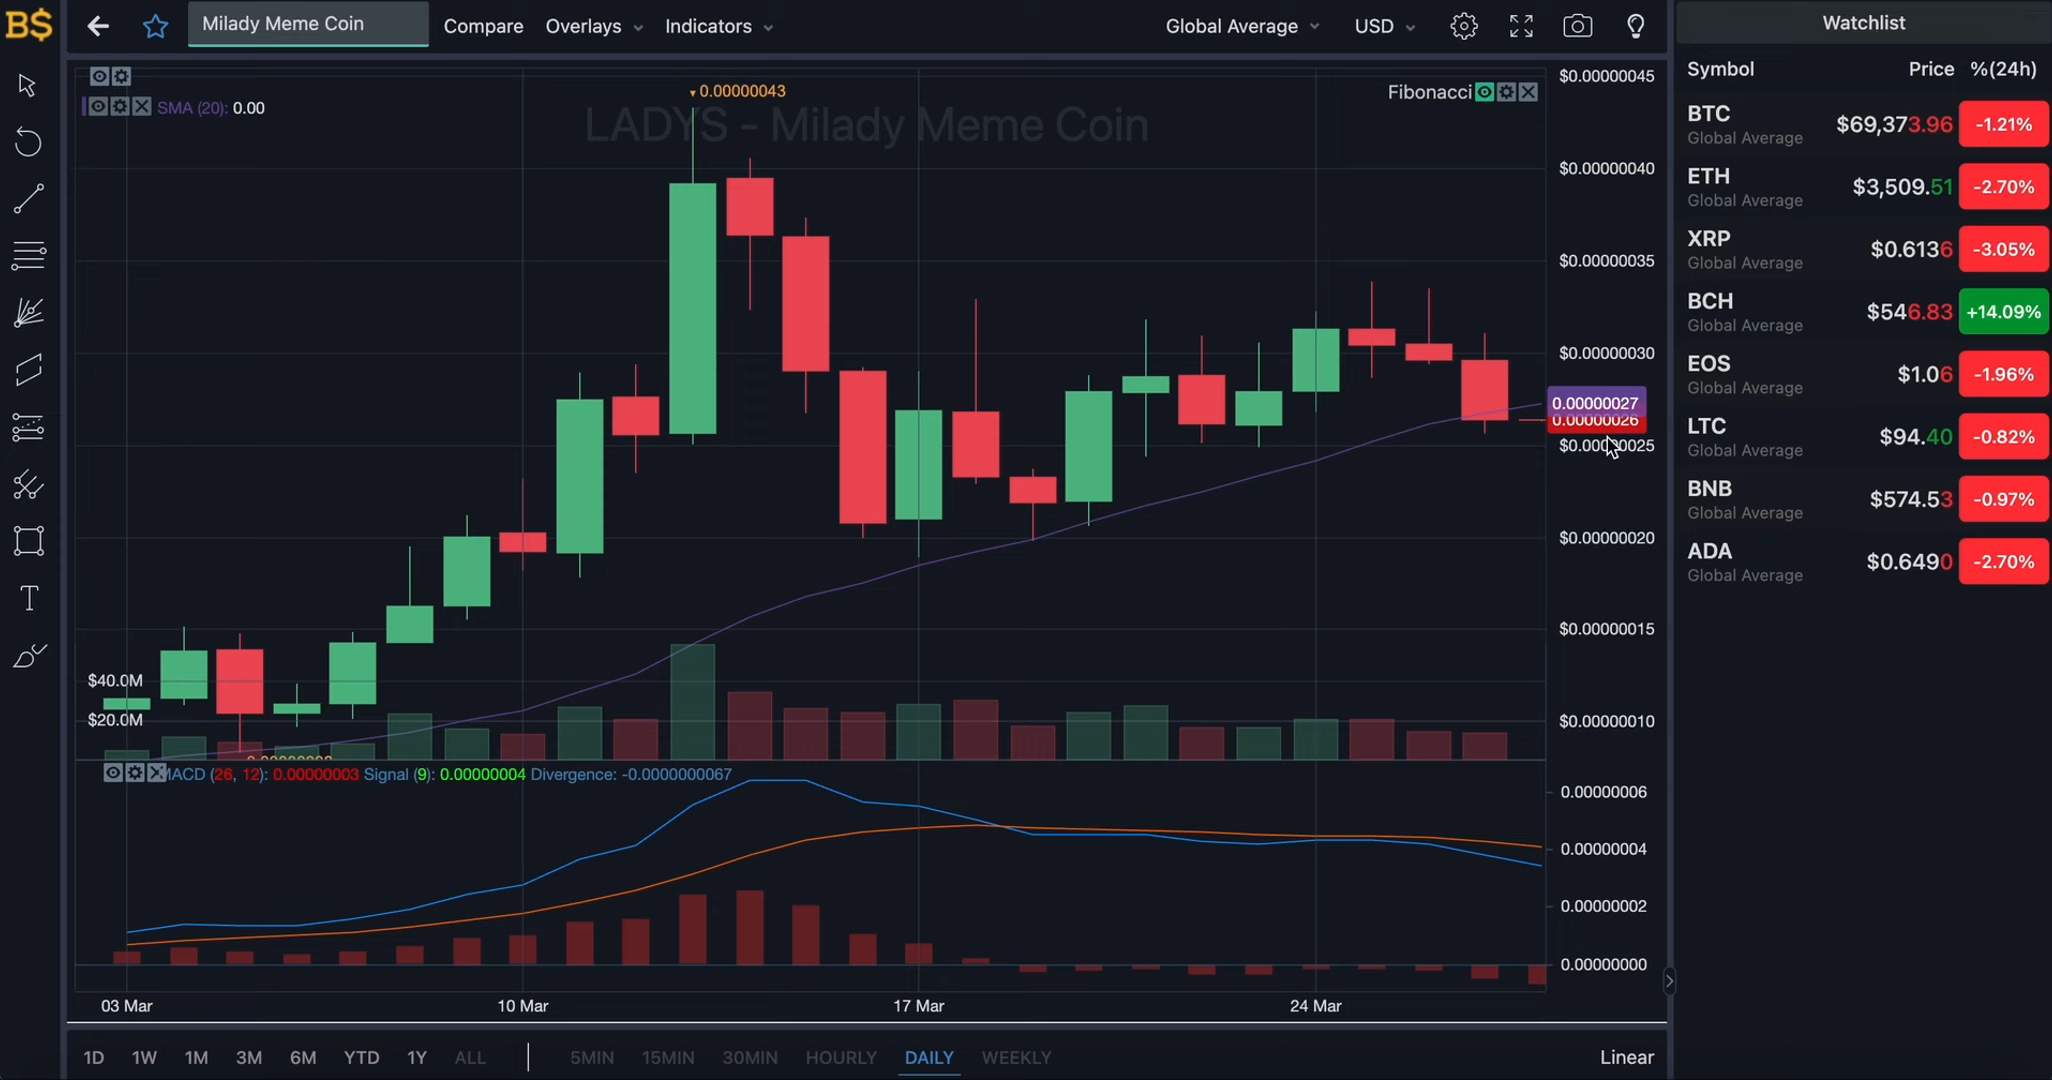 B$
Milady Meme Coin
Compare
Overlays
Indicators
Global Average
USD
Watchlist
Symbol Price %(24h)
SMA (20): 0.00
0.00000043
LADYS - Milady Meme Coin
Fibonacci
$0.00000045
$0.00000040
$0.00000035
$0.00000030
0.00000027
0.00000026
$0.00000025
$0.00000020
$0.00000015
$0.00000010
$40.0M
$20.0M
MACD (26, 12): 0.00000003 Signal (9): 0.00000004 Divergence: -0.0000000067
0.00000006
0.00000004
0.00000002
0.00000000
03 Mar
10 Mar
17 Mar
24 Mar
1D 1W 1M 3M 6M YTD 1Y ALL 5MIN 15MIN 30MIN HOURLY DAILY WEEKLY Linear
BTC $69,373.96 -1.21%
Global Average
ETH $3,509.51 -2.70%
Global Average
XRP $0.6136 -3.05%
Global Average
BCH $546.83 +14.09%
Global Average
EOS $1.06 -1.96%
Global Average
LTC $94.40 -0.82%
Global Average
BNB $574.53 -0.97%
Global Average
ADA $0.6490 -2.70%
Global Average
T